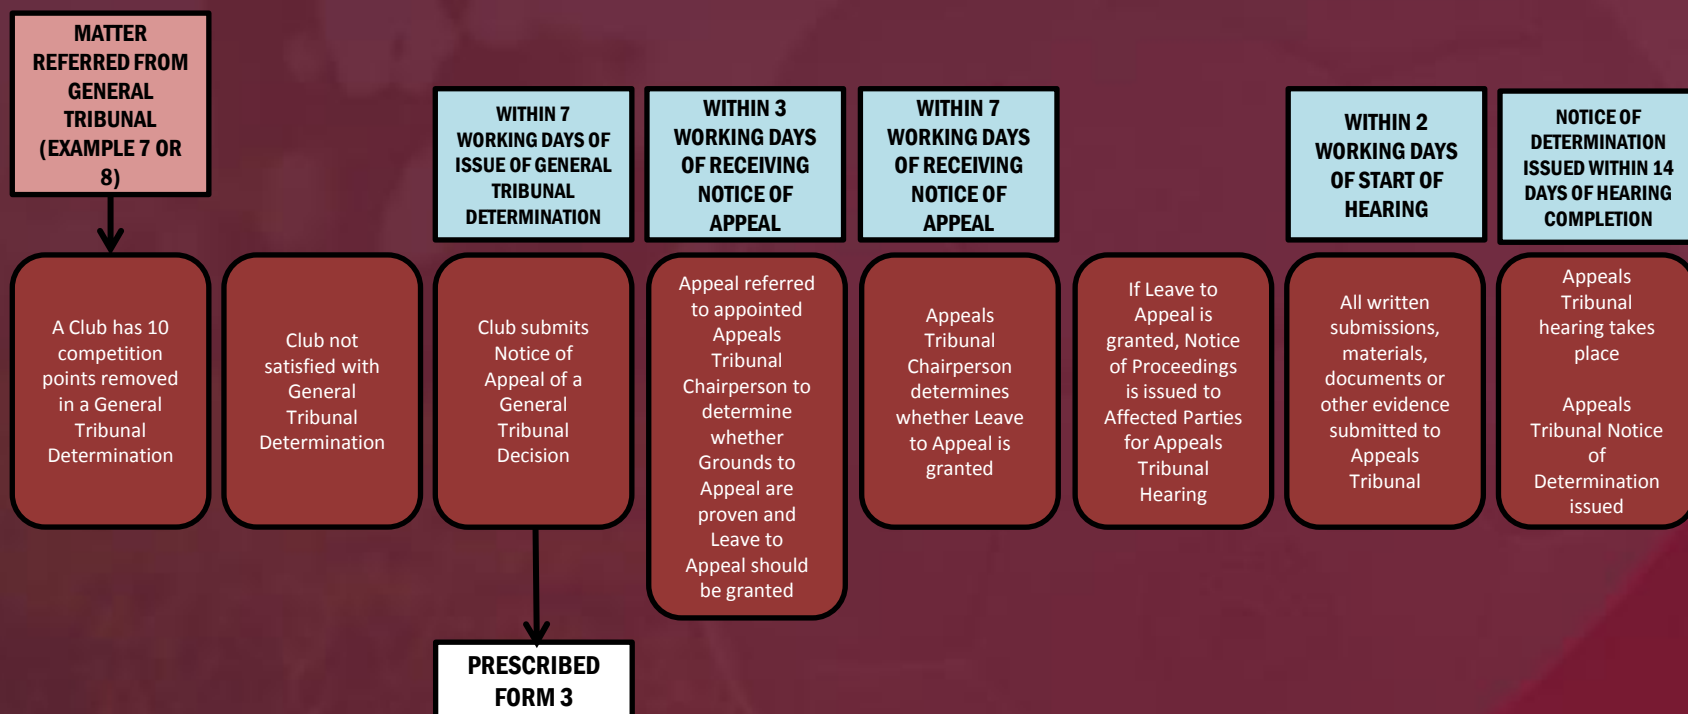 MATTER
REFERRED FROM
GENERAL
TRIBUNAL
(EXAMPLE 7 OR
8)
WITHIN 7
WORKING DAYS OF
ISSUE OF GENERAL
TRIBUNAL
DETERMINATION
WITHIN 3
WORKING DAYS
OF RECEIVING
NOTICE OF
APPEAL
WITHIN 7
WORKING DAYS
OF RECEIVING
NOTICE OF
APPEAL
WITHIN 2
WORKING DAYS
OF START OF
HEARING
NOTICE OF
DETERMINATION
ISSUED WITHIN 14
DAYS OF HEARING
COMPLETION
A Club has 10
competition
points removed
in a General
Tribunal
Determination
Club not
satisfied with
General
Tribunal
Determination
Club submits
Notice of
Appeal of a
General
Tribunal
Decision
Appeal referred
to appointed
Appeals
Tribunal
Chairperson to
determine
whether
Grounds to
Appeal are
proven and
Leave to
Appeal should
be granted
Appeals
Tribunal
Chairperson
determines
whether Leave
to Appeal is
granted
If Leave to
Appeal is
granted, Notice
of Proceedings
is issued to
Affected Parties
for Appeals
Tribunal
Hearing
All written
submissions,
materials,
documents or
other evidence
submitted to
Appeals
Tribunal
Appeals
Tribunal
hearing takes
place
Appeals
Tribunal Notice
of
Determination
issued
PRESCRIBED
FORM 3